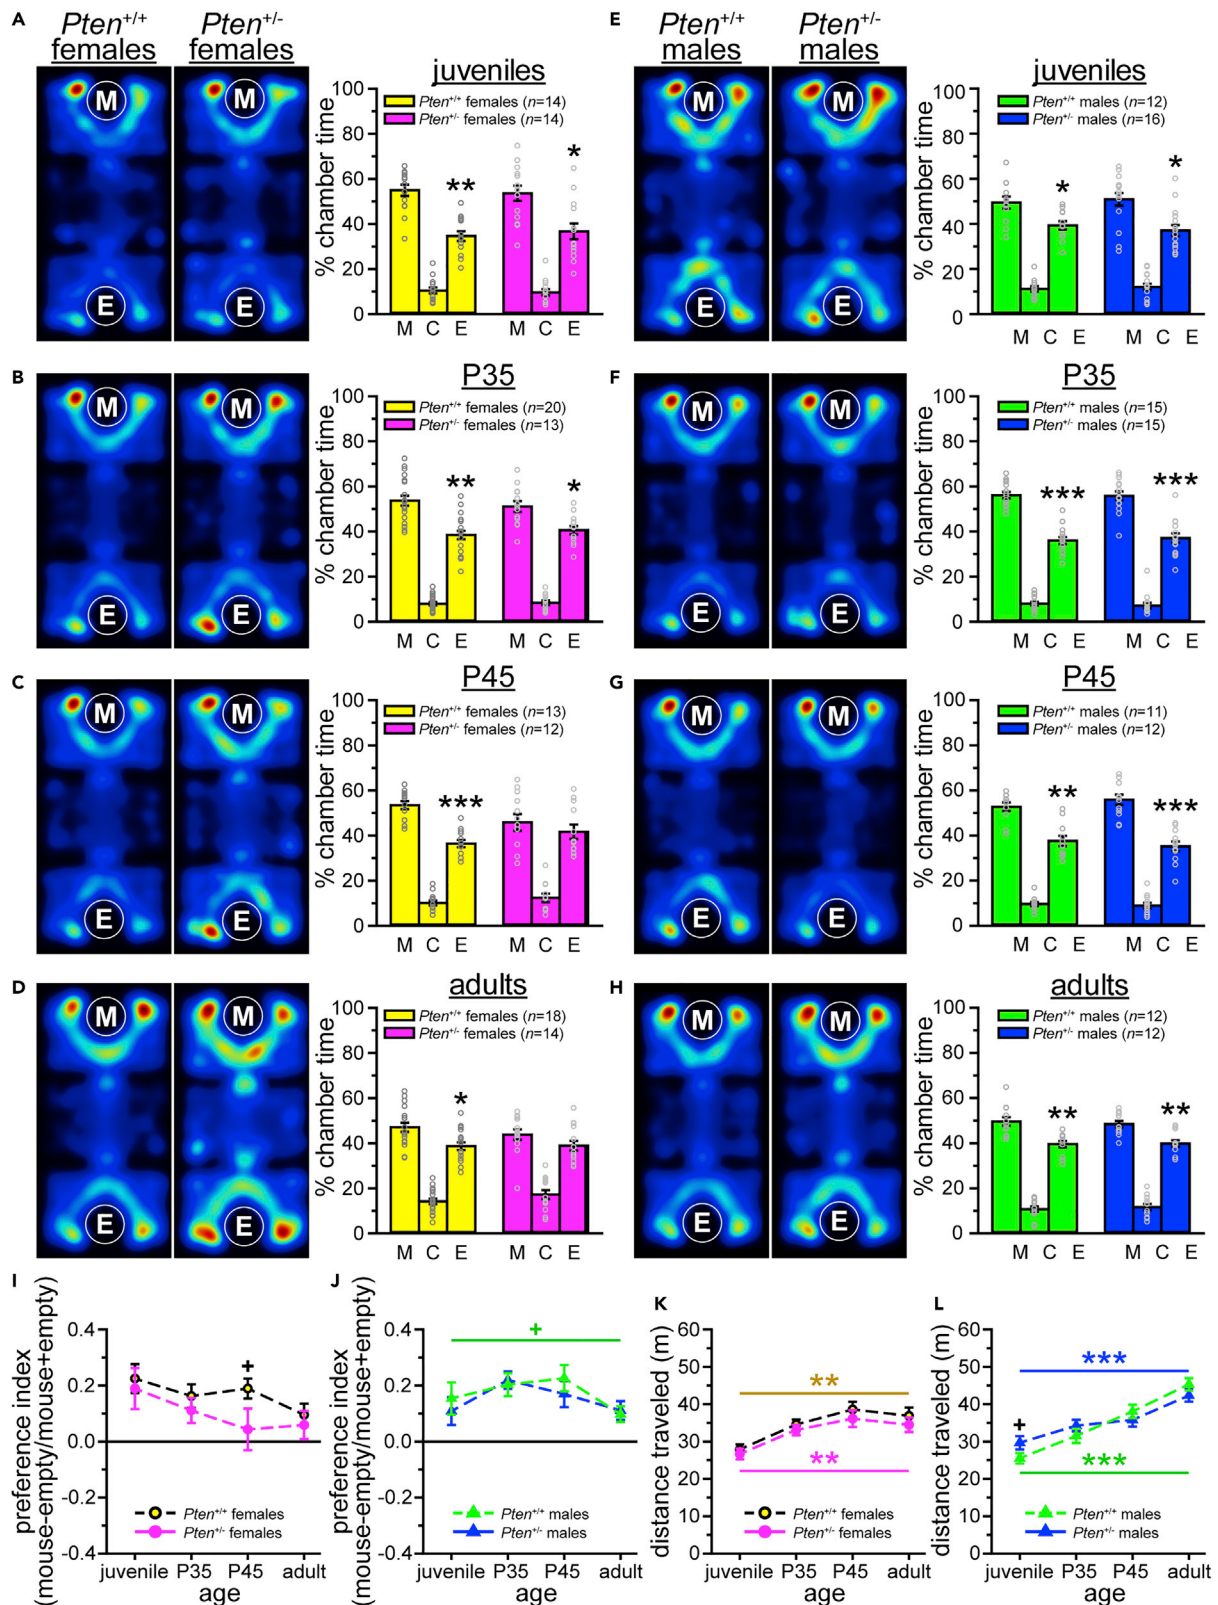 A
Pten+/+
females
Pten+/-
females
M
M
E
E
juveniles
Pten+/+ females (n=14)
Pten+/- females (n=14)
% chamber time
100
80
60
40
20
0
**
*
M C E M C E
E
Pten+/+
males
Pten+/-
males
M
M
E
E
juveniles
Pten+/+ males (n=12)
Pten+/- males (n=16)
% chamber time
100
80
60
40
20
0
*
*
M C E M C E
B
M
M
E
E
P35
Pten+/+ females (n=20)
Pten+/- females (n=13)
% chamber time
100
80
60
40
20
0
**
*
M C E M C E
F
M
M
E
E
P35
Pten+/+ males (n=15)
Pten+/- males (n=15)
% chamber time
100
80
60
40
20
0
***
***
M C E M C E
C
M
M
E
E
P45
Pten+/+ females (n=13)
Pten+/- females (n=12)
% chamber time
100
80
60
40
20
0
***
M C E M C E
G
M
M
E
E
P45
Pten+/+ males (n=11)
Pten+/- males (n=12)
% chamber time
100
80
60
40
20
0
**
***
M C E M C E
D
M
M
E
E
adults
Pten+/+ females (n=18)
Pten+/- females (n=14)
% chamber time
100
80
60
40
20
0
*
M C E M C E
H
M
M
E
E
adults
Pten+/+ males (n=12)
Pten+/- males (n=12)
% chamber time
100
80
60
40
20
0
**
**
M C E M C E
I
preference index
(mouse-empty/mouse+empty)
0.4
0.2
0.0
-0.2
-0.4
+
Pten+/+ females
Pten+/- females
juvenile P35 P45 adult
age
J
preference index
(mouse-empty/mouse+empty)
0.4
0.2
0.0
-0.2
-0.4
+
Pten+/+ males
Pten+/- males
juvenile P35 P45 adult
age
K
distance traveled (m)
60
50
40
30
20
10
0
**
**
Pten+/+ females
Pten+/- females
juvenile P35 P45 adult
age
L
distance traveled (m)
60
50
40
30
20
10
0
***
+
***
Pten+/+ males
Pten+/- males
juvenile P35 P45 adult
age